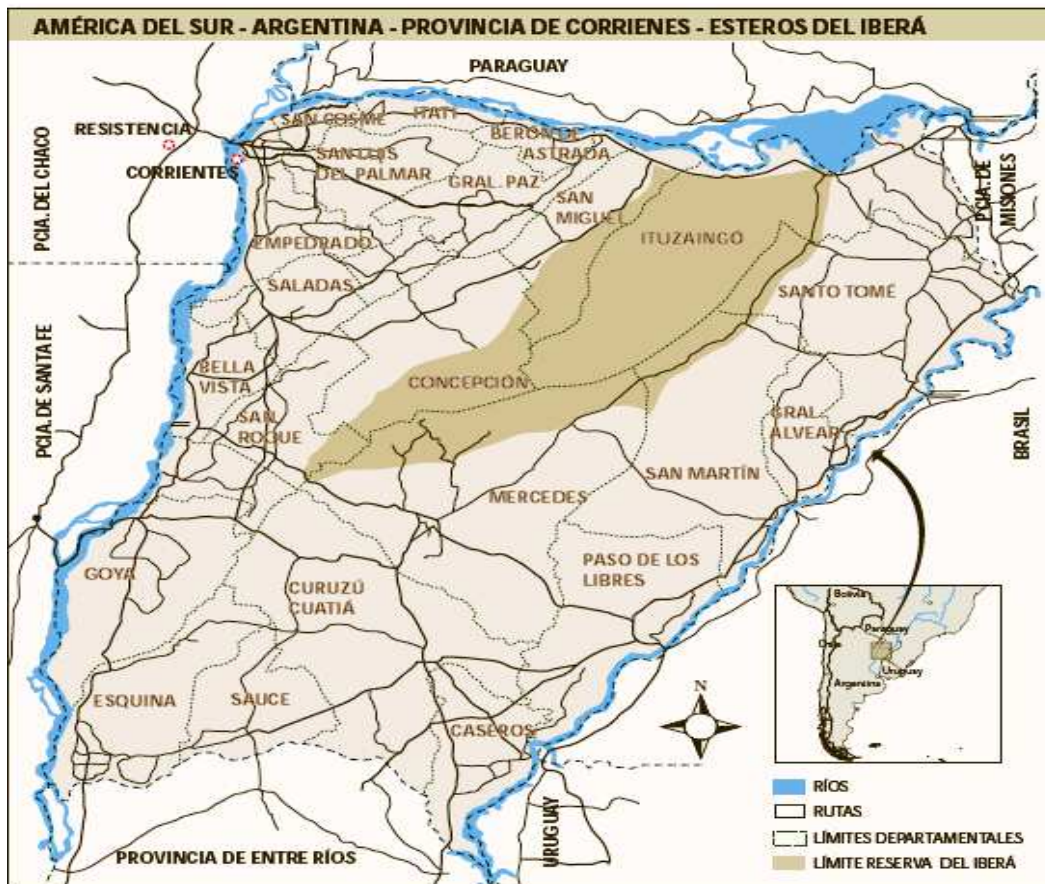 AMÉRICA DEL SUR - ARGENTINA - PROVINCIA DE CORRIENES - ESTEROS DEL IBERÁ
PARAGUAY
SAN COSME
ITATI
RESISTENCIA
BERON DE
ASTRADA
CORRIENTES
SAN LUIS
DEL PALMAR
GRAL. PAZ
PCIA. DEL CHACO
PCIA. DE
MISIONES
SAN
MIGUEL
ITUZAINGÓ
EMPEDRADO
SALADAS
SANTO TOMÉ
PCIA. DE SANTA FE
BELLA
VISTA
CONCEPCIÓN
SAN
ROQUE
GRAL.
ALVEAR
BRASIL
SAN MARTÍN
MERCEDES
GOYA
PASO DE LOS
LIBRES
CURUZÚ
CUATIÁ
ESQUINA
SAUCE
CASEROS
N
Bolivia
Paraguay
Chile
Uruguay
Argentina
URUGUAY
PROVINCIA DE ENTRE RÍOS
RÍOS
RUTAS
LÍMITES DEPARTAMENTALES
LÍMITE RESERVA DEL IBERÁ